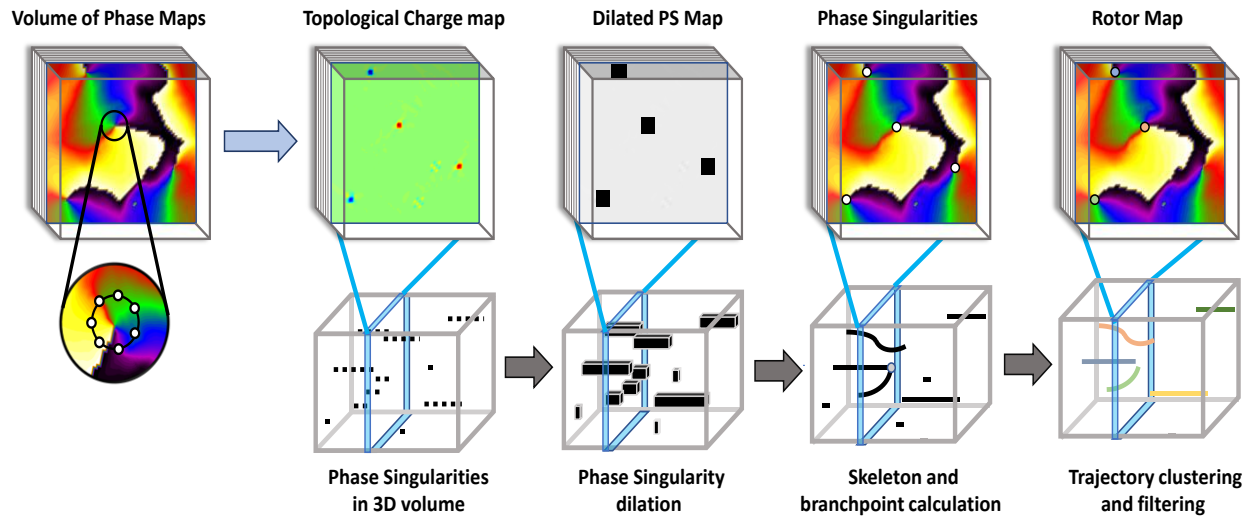 Volume of Phase Maps
Topological Charge map
Dilated PS Map
Phase Singularities
Rotor Map
Phase Singularities
in 3D volume
Phase Singularity
dilation
Skeleton and
branchpoint calculation
Trajectory clustering
and filtering